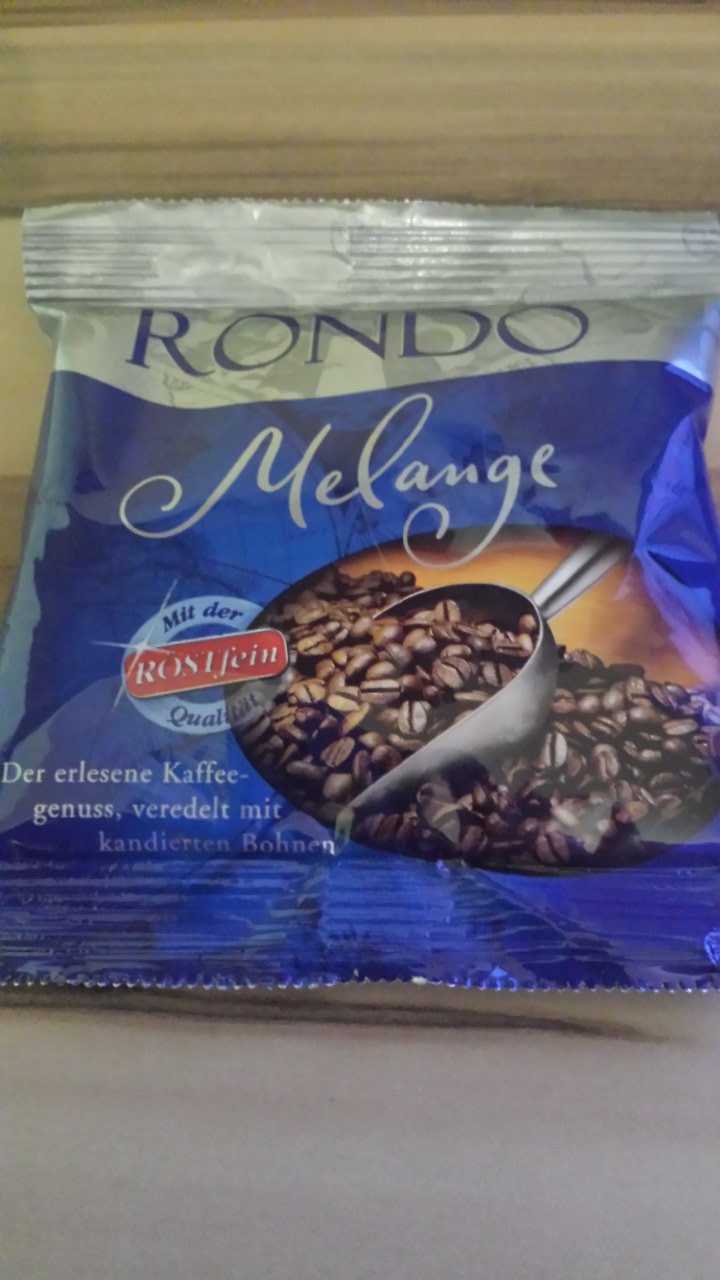 RONDO
Melange
Mit der
RÖSTfein
Qualität
Der erlesene Kaffee-
genuss, veredelt mit
kandierten Bohnen